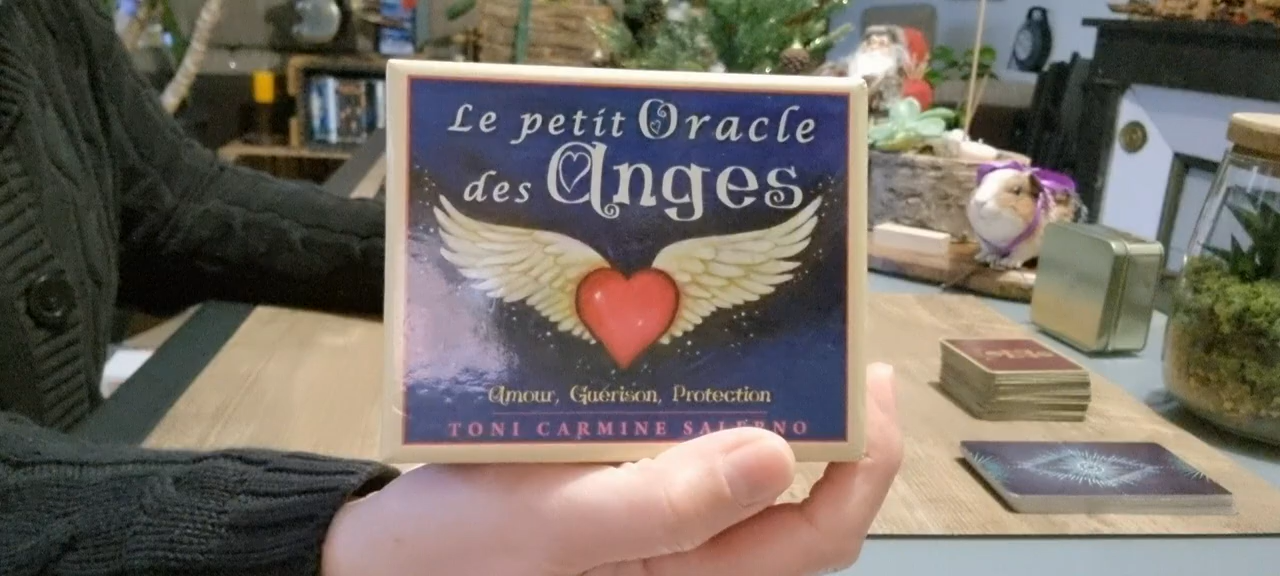 Le petit Oracle
des Anges
Amour, Guérison, Protection
TONI CARMINE SALERNO